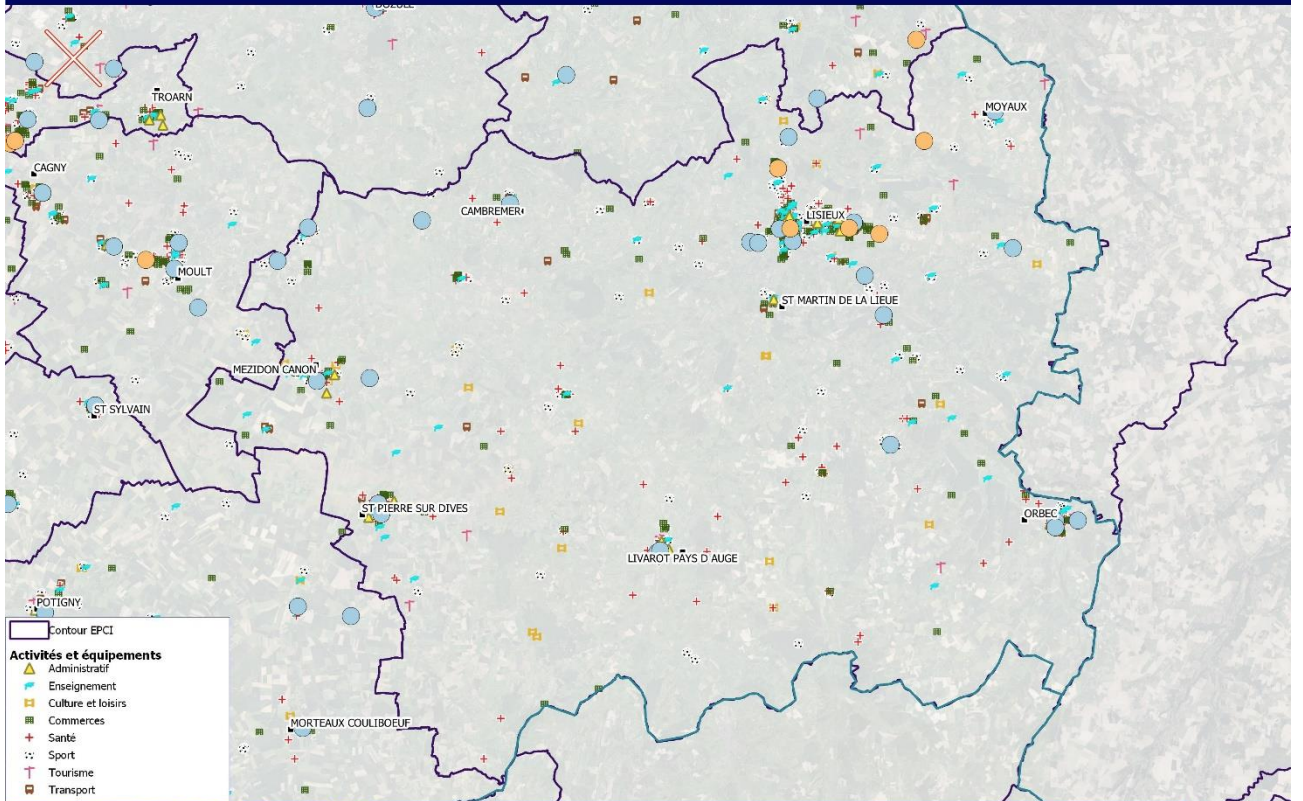 DOZULE
TROARN
MOYAUX
CAGNY
CAMBREMER
LISIEUX
MOULT
ST MARTIN DE LA LIEUE
MEZIDON CANON
ST SYLVAIN
ST PIERRE SUR DIVES
ORBEC
LIVAROT PAYS D AUGE
POTIGNY
MORTEAUX COULIBOEUF
Contour EPCI
Activités et équipements
Administratif
Enseignement
Culture et loisirs
Commerces
Santé
Sport
Tourisme
Transport